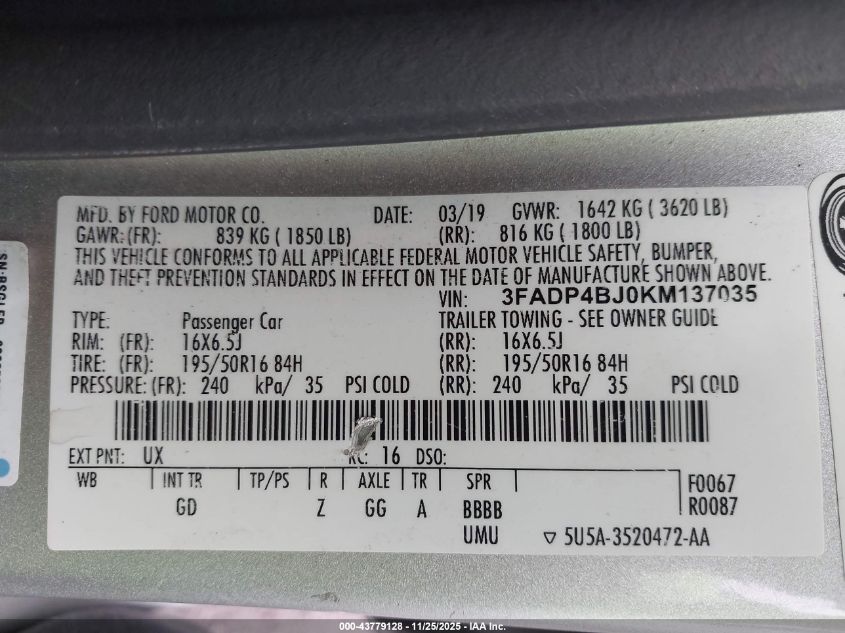 MFD. BY FORD MOTOR CO. DATE: 03/19 GVWR: 1642 KG ( 3620 LB)
GAWR: (FR): 839 KG ( 1850 LB) (RR): 816 KG ( 1800 LB)
THIS VEHICLE CONFORMS TO ALL APPLICABLE FEDERAL MOTOR VEHICLE SAFETY, BUMPER,
AND THEFT PREVENTION STANDARDS IN EFFECT ON THE DATE OF MANUFACTURE SHOWN ABOVE.
VIN: 3FADP4BJ0KM137035
TYPE: Passenger Car TRAILER TOWING - SEE OWNER GUIDE
RIM: (FR): 16X6.5J (RR): 16X6.5J
TIRE: (FR): 195/50R16 84H (RR): 195/50R16 84H
PRESSURE: (FR): 240 kPa/ 35 PSI COLD (RR): 240 kPa/ 35 PSI COLD
EXT PNT: UX RC: 16 DSO:
WB INT TR TP/PS R AXLE TR SPR F0067
GD Z GG A BBBB R0087
UMU ▽ 5U5A-3520472-AA
000-43779128 - 11/25/2025 - IAA Inc.